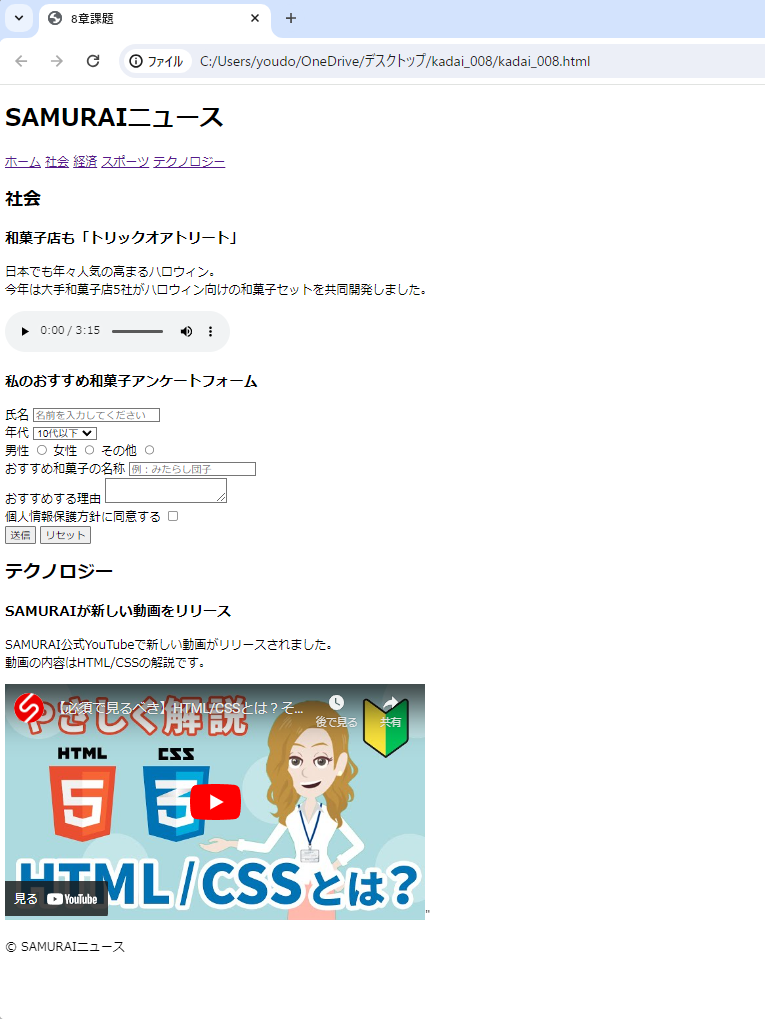 8章課題
ファイル C:/Users/youdo/OneDrive/デスクトップ/kadai_008/kadai_008.html
SAMURAIニュース
ホーム 社会 経済 スポーツ テクノロジー
社会
和菓子店も「トリックオアトリート」
日本でも年々人気の高まるハロウィン。
今年は大手和菓子店5社がハロウィン向けの和菓子セットを共同開発しました。
0:00 / 3:15
私のおすすめ和菓子アンケートフォーム
氏名 名前を入力してください
年代 10代以下
男性 女性 その他
おすすめ和菓子の名称 例：みたらし団子
おすすめする理由
個人情報保護方針に同意する
送信 リセット
テクノロジー
SAMURAIが新しい動画をリリース
SAMURAI公式YouTubeで新しい動画がリリースされました。
動画の内容はHTML/CSSの解説です。
【必須で見るべき】HTML/CSSとは？そ...
後で見る 共有
やさしく解説
HTML CSS
5 3
HTML/CSSとは？
見る YouTube
"
© SAMURAIニュース